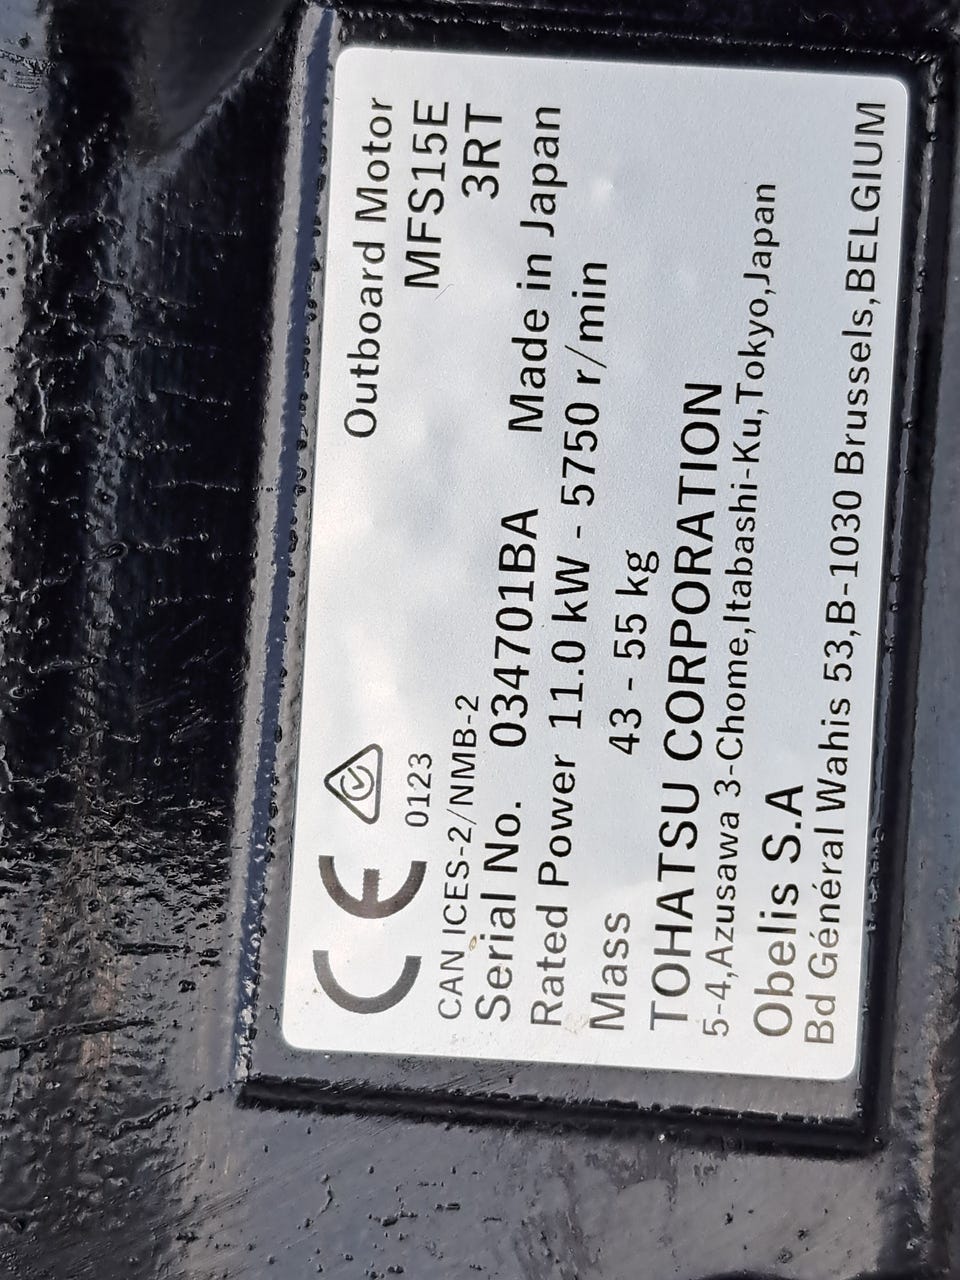 CE
Outboard Motor
0123
MFS15E
CAN ICES-2/NMB-2
3RT
Serial No. 034701BA
Made in Japan
Rated Power 11.0 kW - 5750 r/min
Mass 43 - 55 kg
TOHATSU CORPORATION
5-4,Azusawa 3-Chome,Itabashi-Ku,Tokyo,Japan
Obelis S.A
Bd Général Wahis 53,B-1030 Brussels,BELGIUM